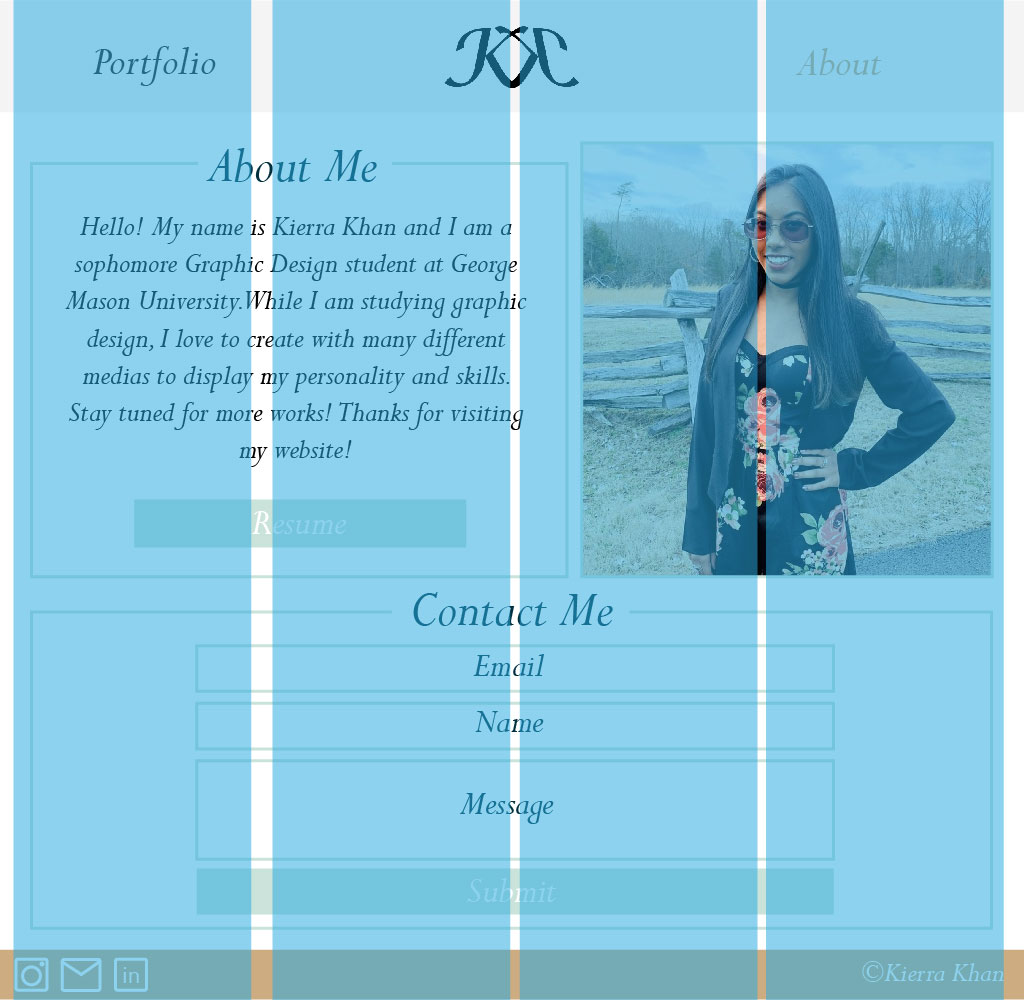 Portfolio
KK
About
About Me
Hello! My name is Kierra Khan and I am a
sophomore Graphic Design student at George
Mason University.While I am studying graphic
design, I love to create with many different
medias to display my personality and skills.
Stay tuned for more works! Thanks for visiting
my website!
Resume
Contact Me
Email
Name
Message
Submit
in
©Kierra Khan